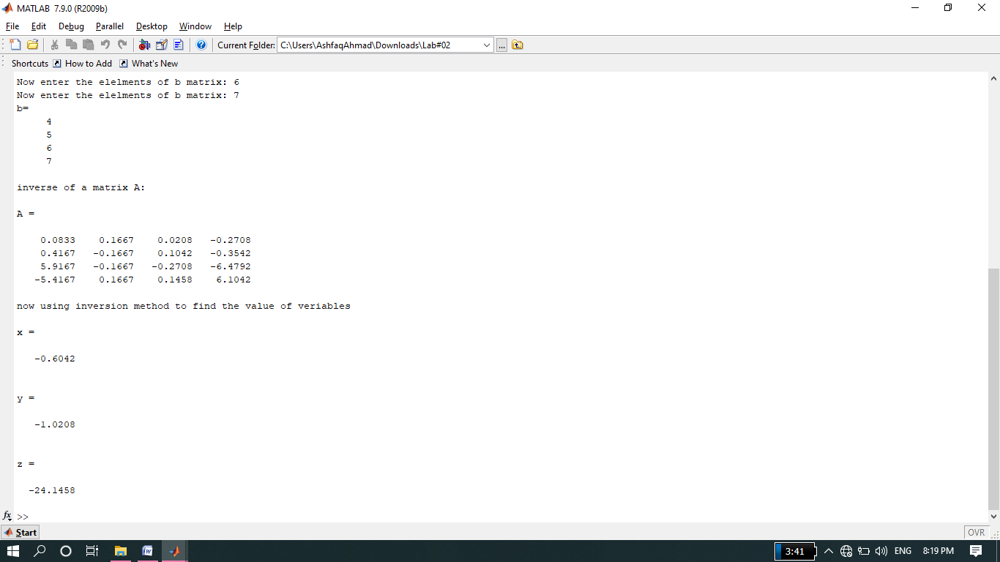 MATLAB 7.9.0 (R2009b)
File Edit Debug Parallel Desktop Window Help
Current Folder: C:\Users\AshfaqAhmad\Downloads\Lab#02 ...
Shortcuts How to Add What's New
Now enter the elelments of b matrix: 6
Now enter the elelments of b matrix: 7
b=
4
5
6
7
inverse of a matrix A:
A =
0.0833 0.1667 0.0208 -0.2708
0.4167 -0.1667 0.1042 -0.3542
5.9167 -0.1667 -0.2708 -6.4792
-5.4167 0.1667 0.1458 6.1042
now using inversion method to find the value of veriables
x =
-0.6042
y =
-1.0208
z =
-24.1458
fx >>
Start OVR
3:41 ENG 8:19 PM